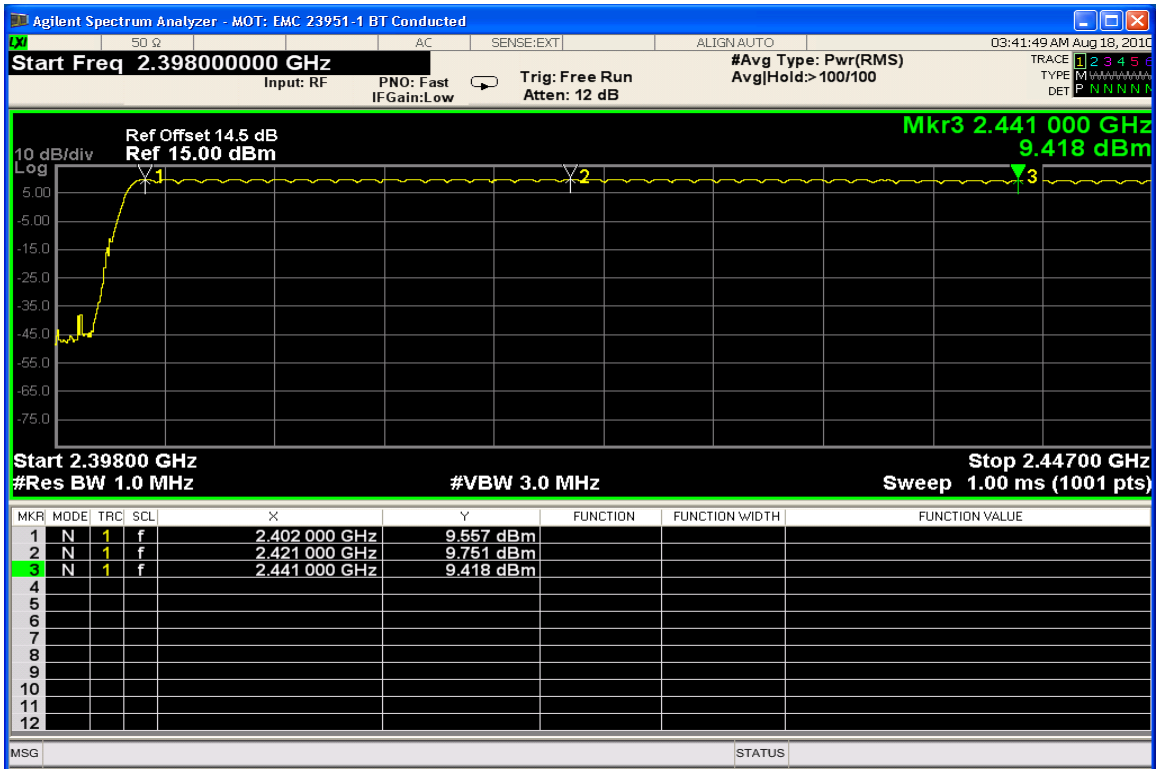 Agilent Spectrum Analyzer - MOT: EMC 23951-1 BT Conducted
LXI 50 Ω AC SENSE:EXT ALIGNAUTO 03:41:49 AM Aug 18, 2010
Start Freq 2.398000000 GHz
Input: RF
PNO: Fast
IFGain:Low
Trig: Free Run
Atten: 12 dB
#Avg Type: Pwr(RMS)
Avg|Hold:>100/100
TRACE 1 2 3 4 5 6
TYPE M
DET P N N N N N
Mkr3 2.441 000 GHz
9.418 dBm
Ref Offset 14.5 dB
10 dB/div Ref 15.00 dBm
Log
1 2 3
5.00
-5.00
-15.0
-25.0
-35.0
-45.0
-55.0
-65.0
-75.0
Start 2.39800 GHz Stop 2.44700 GHz
#Res BW 1.0 MHz #VBW 3.0 MHz Sweep 1.00 ms (1001 pts)
MKR MODE TRC SCL X Y FUNCTION FUNCTION WIDTH FUNCTION VALUE
1 N 1 f 2.402 000 GHz 9.557 dBm
2 N 1 f 2.421 000 GHz 9.751 dBm
3 N 1 f 2.441 000 GHz 9.418 dBm
4
5
6
7
8
9
10
11
12
MSG STATUS